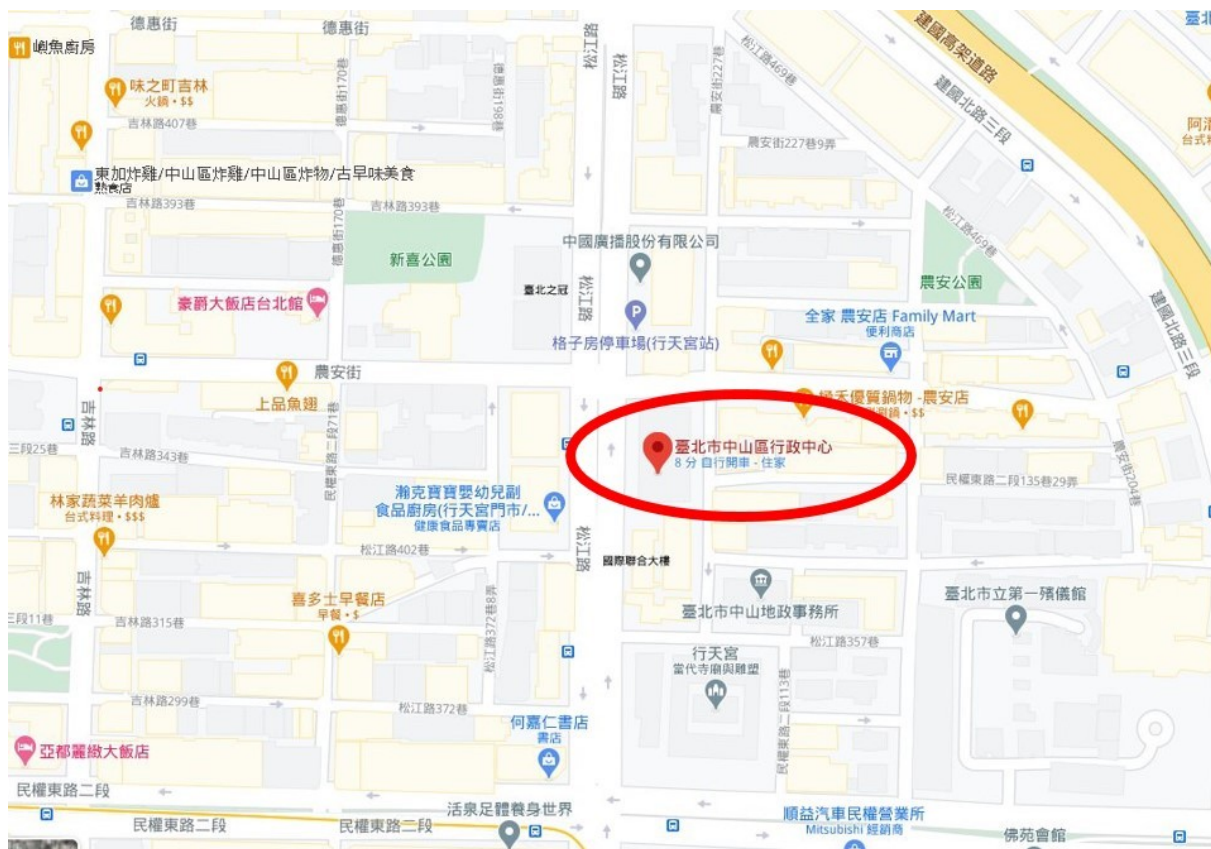 德惠街
德惠街
臺北
嶼魚廚房
松江路
松江路
建國高架道路
松江路469巷
味之町吉林
火鍋・$$
德惠街170巷
德惠街198巷
農安街227巷
建國北路三段
吉林路407巷
農安街227巷9弄
東加炸雞/中山區炸雞/中山區炸物/古早味美食
熟食店
吉林路393巷
吉林路393巷
德惠街170巷
松江路469巷
中國廣播股份有限公司
新喜公園
農安公園
臺北之冠
松江路
豪爵大飯店台北館
格子房停車場(行天宮站)
全家 農安店 Family Mart
便利商店
建國北路三段
農安街
上品魚翅
優質鍋物 -農安店
鍋・$$
吉林路
民權東路二段71巷
三段25巷
吉林路343巷
臺北市中山區行政中心
8 分 自行開車 - 住家
農安街204巷
民權東路二段135巷29弄
瀚克寶寶嬰幼兒副
食品廚房(行天宮門市/...
健康食品專賣店
林家蔬菜羊肉爐
台式料理・$$$
松江路
松江路402巷
國際聯合大樓
吉林路
喜多士早餐店
早餐・$
松江路372巷8弄
臺北市中山地政事務所
臺北市立第一殯儀館
三段11巷
吉林路315巷
松江路357巷
行天宮
當代寺廟與雕塑
吉林路299巷
松江路372巷
民權東路二段113巷
何嘉仁書店
書店
亞都麗緻大飯店
民權東路二段
民權東路二段
民權東路二段
活泉足體養身世界
順益汽車民權營業所
Mitsubishi 經銷商
佛苑會館